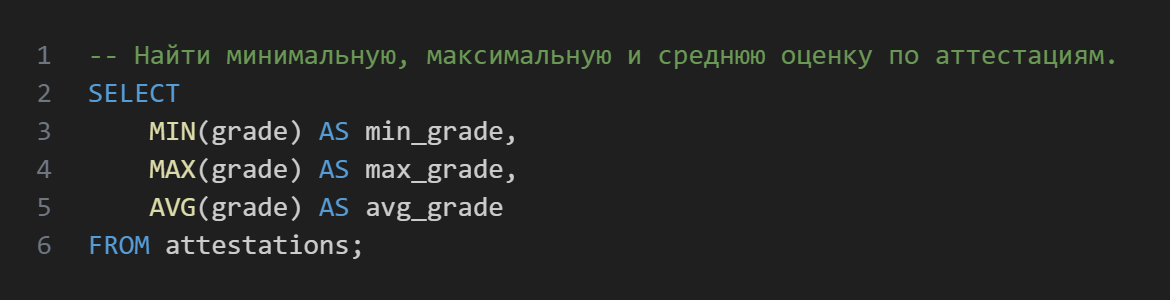 1 -- Найти минимальную, максимальную и среднюю оценку по аттестациям.
2 SELECT
3     MIN(grade) AS min_grade,
4     MAX(grade) AS max_grade,
5     AVG(grade) AS avg_grade
6 FROM attestations;